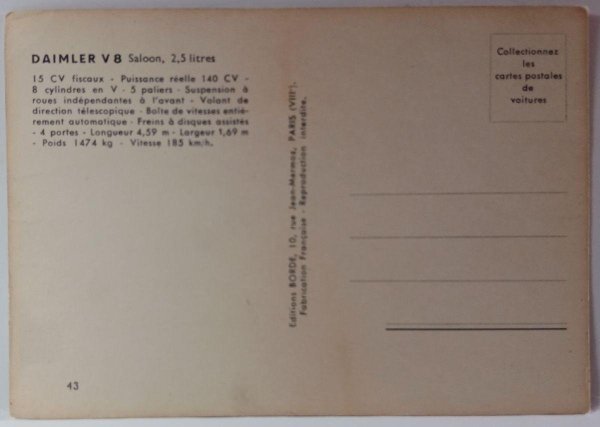 DAIMLER V8 Saloon, 2,5 litres
15 CV fiscaux - Puissance réelle 140 CV -
8 cylindres en V - 5 paliers - Suspension à
roues indépendantes à l'avant - Volant de
direction télescopique - Boîte de vitesses entiè-
rement automatique - Freins à disques assistés
- 4 portes - Longueur 4,59 m - Largeur 1,69 m
- Poids 1474 kg - Vitesse 185 km/h.
43
Editions BORDE, 10, rue Jean-Mermoz, PARIS (VIIIe).
Fabrication Française - Reproduction interdite.
Collectionnez
les
cartes postales
de
voitures